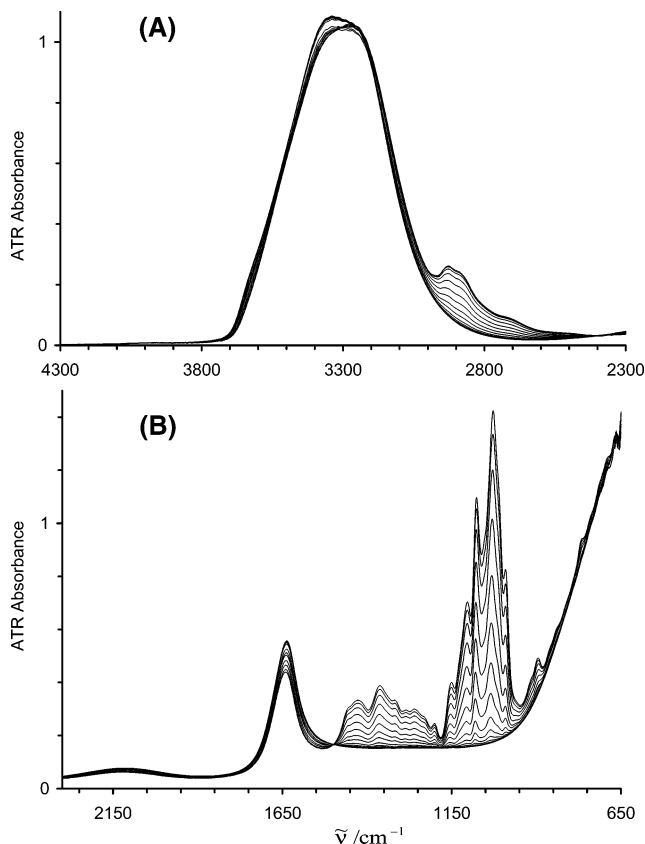 (A)
1
ATR Absorbance
0
4300 3800 3300 2800 2300
(B)
1
ATR Absorbance
0
2150 1650 1150 650
ν̃ /cm⁻¹